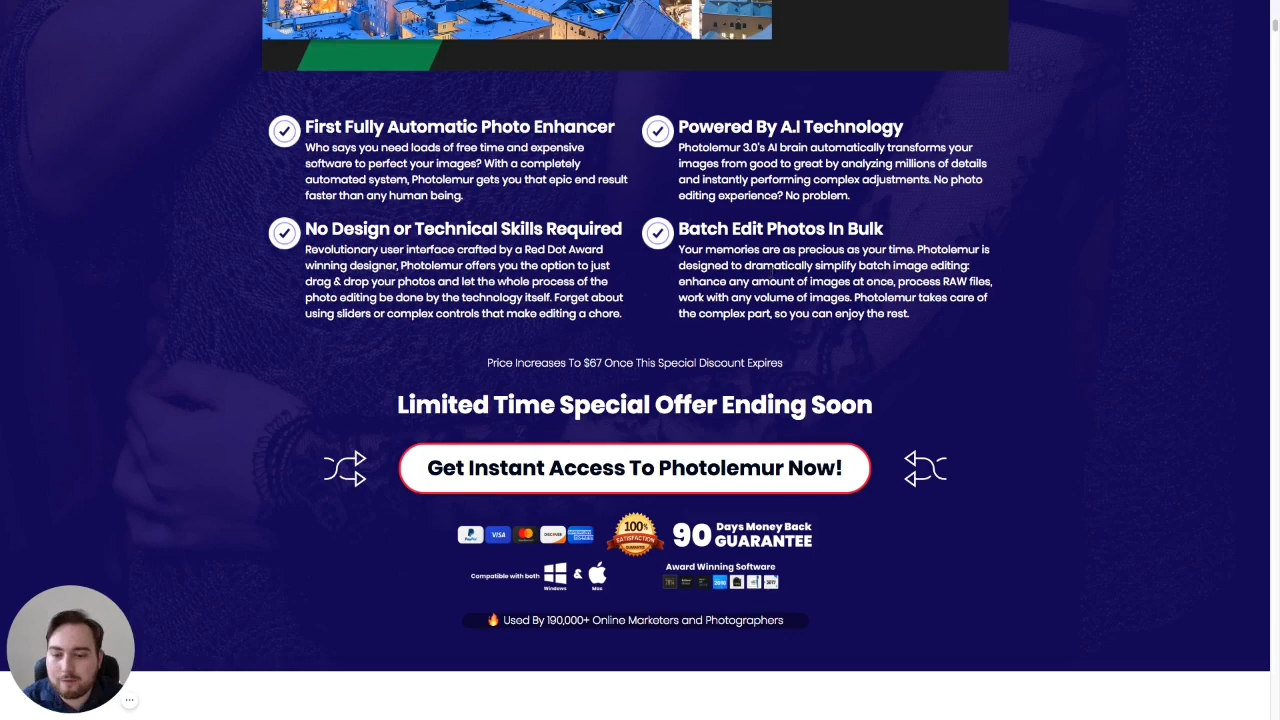 First Fully Automatic Photo Enhancer
Who says you need loads of free time and expensive
software to perfect your images? With a completely
automated system, Photolemur gets you that epic end result
faster than any human being.
Powered By A.I Technology
Photolemur 3.0's AI brain automatically transforms your
images from good to great by analyzing millions of details
and instantly performing complex adjustments. No photo
editing experience? No problem.
No Design or Technical Skills Required
Revolutionary user interface crafted by a Red Dot Award
winning designer, Photolemur offers you the option to just
drag & drop your photos and let the whole process of the
photo editing be done by the technology itself. Forget about
using sliders or complex controls that make editing a chore.
Batch Edit Photos In Bulk
Your memories are as precious as your time. Photolemur is
designed to dramatically simplify batch image editing:
enhance any amount of images at once, process RAW files,
work with any volume of images. Photolemur takes care of
the complex part, so you can enjoy the rest.
Price Increases To $67 Once This Special Discount Expires
Limited Time Special Offer Ending Soon
Get Instant Access To Photolemur Now!
PayPal VISA DISCOVER
100%
SATISFACTION
GUARANTEE
90 Days Money Back
GUARANTEE
Compatible with both
Windows
&
Mac
Award Winning Software
2016
2017
Used By 190,000+ Online Marketers and Photographers